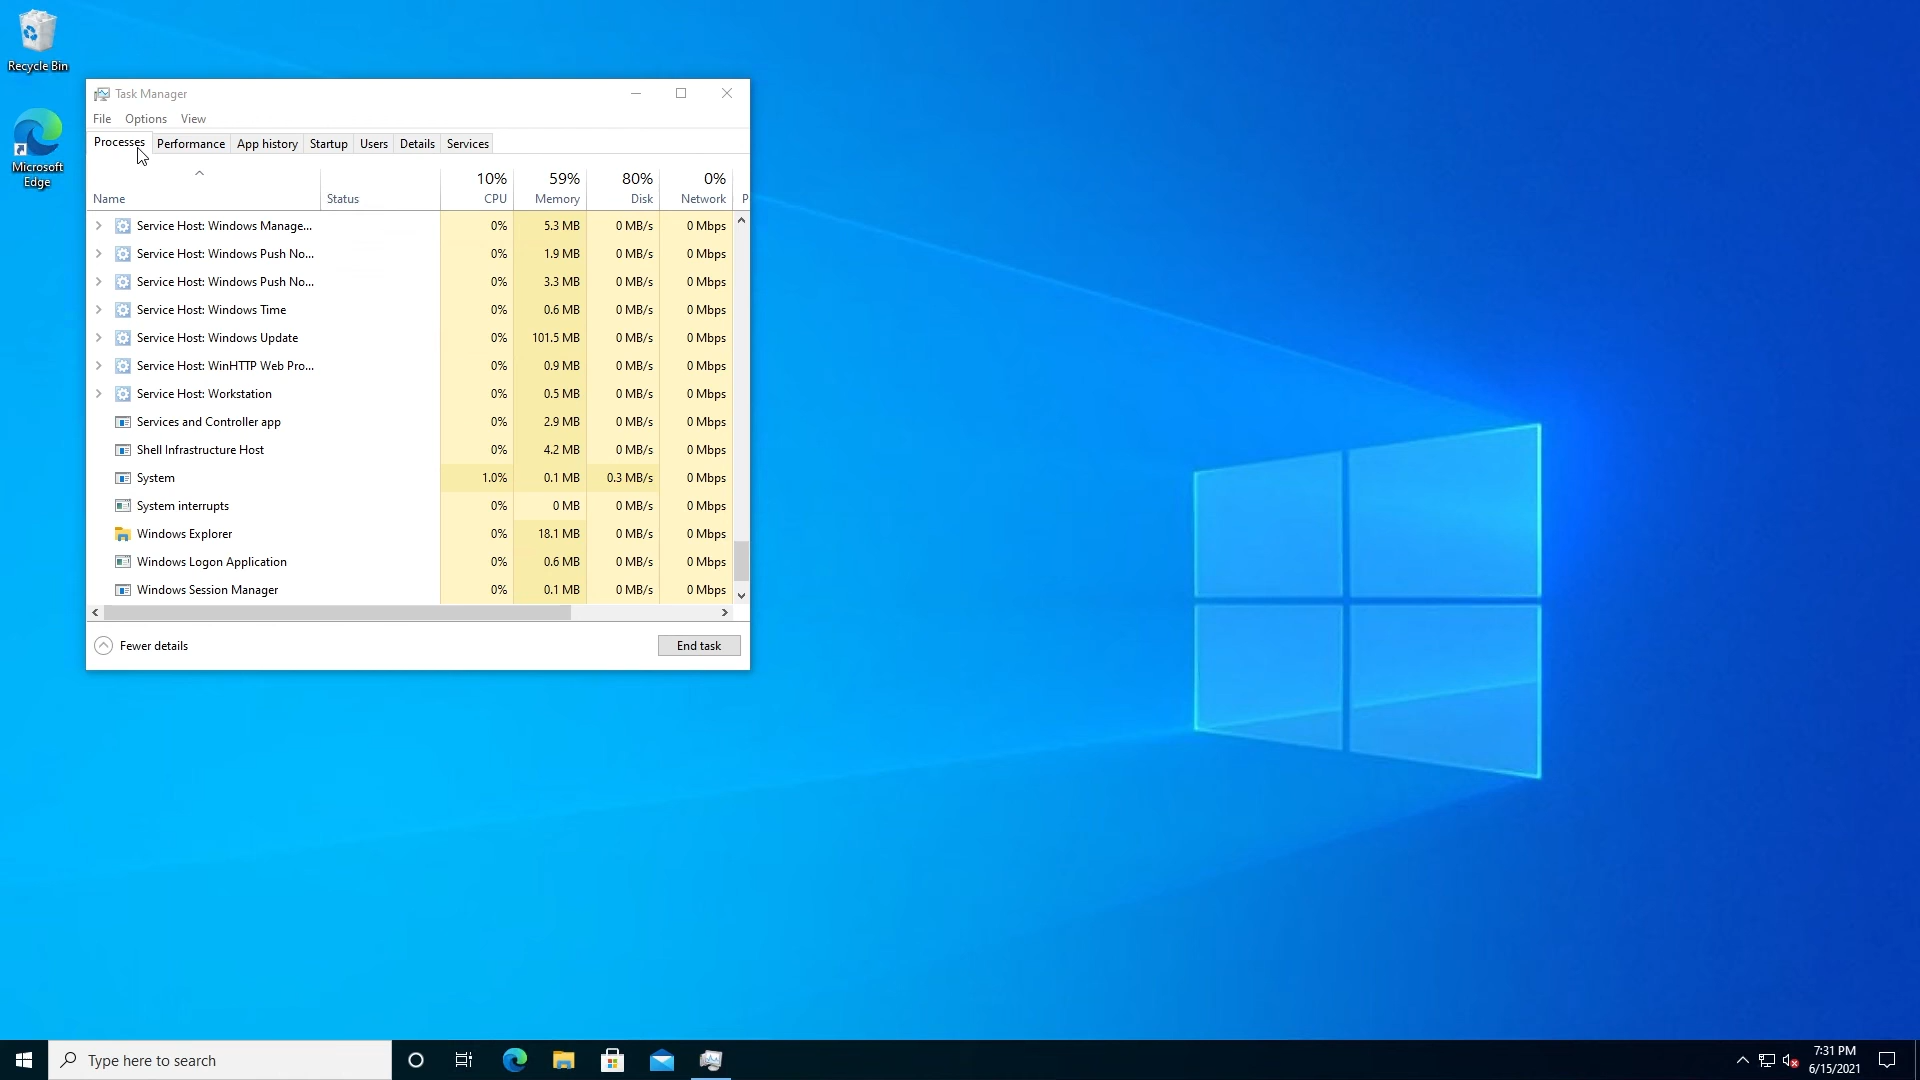 Recycle Bin
Microsoft
Edge
Task Manager
File Options View
Processes Performance App history Startup Users Details Services
10% 59% 80% 0%
Name Status CPU Memory Disk Network P
Service Host: Windows Manage... 0% 5.3 MB 0 MB/s 0 Mbps
Service Host: Windows Push No... 0% 1.9 MB 0 MB/s 0 Mbps
Service Host: Windows Push No... 0% 3.3 MB 0 MB/s 0 Mbps
Service Host: Windows Time 0% 0.6 MB 0 MB/s 0 Mbps
Service Host: Windows Update 0% 101.5 MB 0 MB/s 0 Mbps
Service Host: WinHTTP Web Pro... 0% 0.9 MB 0 MB/s 0 Mbps
Service Host: Workstation 0% 0.5 MB 0 MB/s 0 Mbps
Services and Controller app 0% 2.9 MB 0 MB/s 0 Mbps
Shell Infrastructure Host 0% 4.2 MB 0 MB/s 0 Mbps
System 1.0% 0.1 MB 0.3 MB/s 0 Mbps
System interrupts 0% 0 MB 0 MB/s 0 Mbps
Windows Explorer 0% 18.1 MB 0 MB/s 0 Mbps
Windows Logon Application 0% 0.6 MB 0 MB/s 0 Mbps
Windows Session Manager 0% 0.1 MB 0 MB/s 0 Mbps
Fewer details End task
Type here to search
7:31 PM
6/15/2021